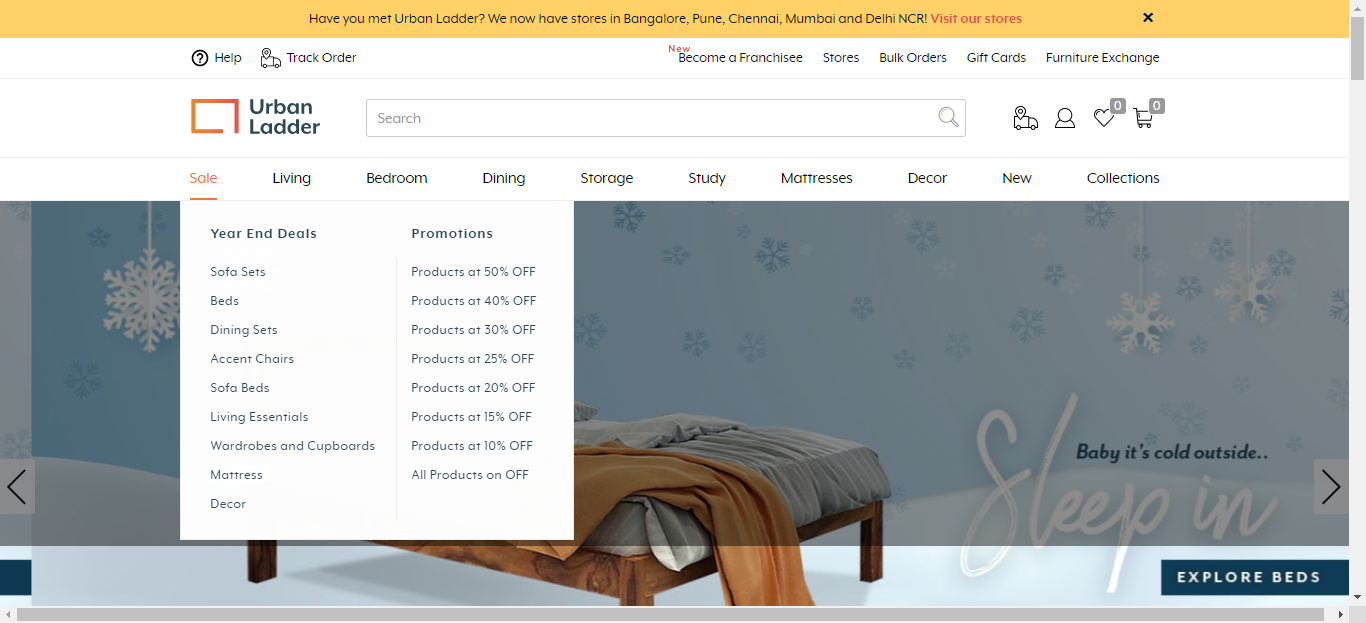 Have you met Urban Ladder? We now have stores in Bangalore, Pune, Chennai, Mumbai and Delhi NCR! Visit our stores
Help Track Order New Become a Franchisee Stores Bulk Orders Gift Cards Furniture Exchange
Urban
Ladder
Search
0 0
Sale Living Bedroom Dining Storage Study Mattresses Decor New Collections
Year End Deals
Sofa Sets
Beds
Dining Sets
Accent Chairs
Sofa Beds
Living Essentials
Wardrobes and Cupboards
Mattress
Decor
Promotions
Products at 50% OFF
Products at 40% OFF
Products at 30% OFF
Products at 25% OFF
Products at 20% OFF
Products at 15% OFF
Products at 10% OFF
All Products on OFF
Baby it's cold outside..
Sleep in
EXPLORE BEDS